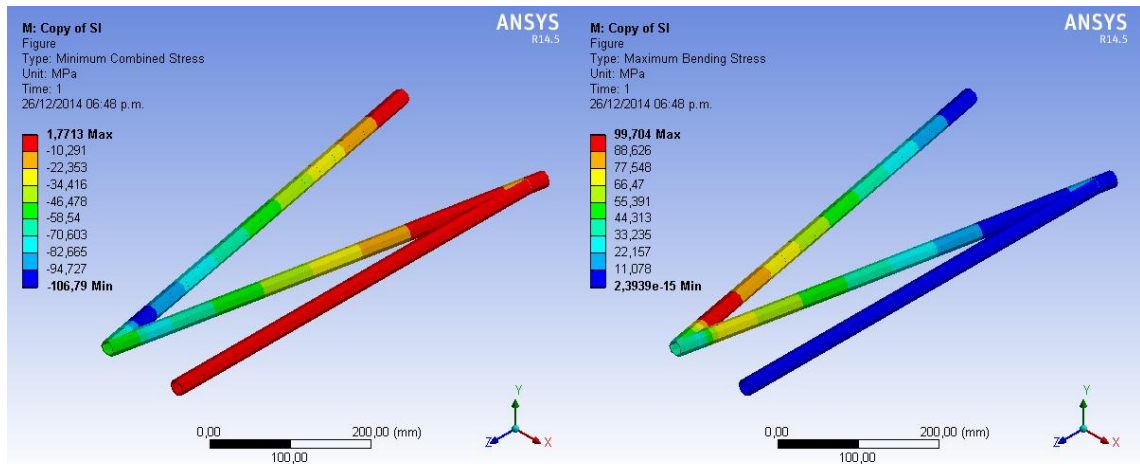 M: Copy of SI
Figure
Type: Minimum Combined Stress
Unit: MPa
Time: 1
26/12/2014 06:48 p.m.
ANSYS
R14.5
1,7713 Max
-10,291
-22,353
-34,416
-46,478
-58,54
-70,603
-82,665
-94,727
-106,79 Min
0,00
200,00 (mm)
100,00
Y
Z
X
M: Copy of SI
Figure
Type: Maximum Bending Stress
Unit: MPa
Time: 1
26/12/2014 06:48 p.m.
ANSYS
R14.5
99,704 Max
88,626
77,548
66,47
55,391
44,313
33,235
22,157
11,078
2,3939e-15 Min
0,00
200,00 (mm)
100,00
Y
Z
X